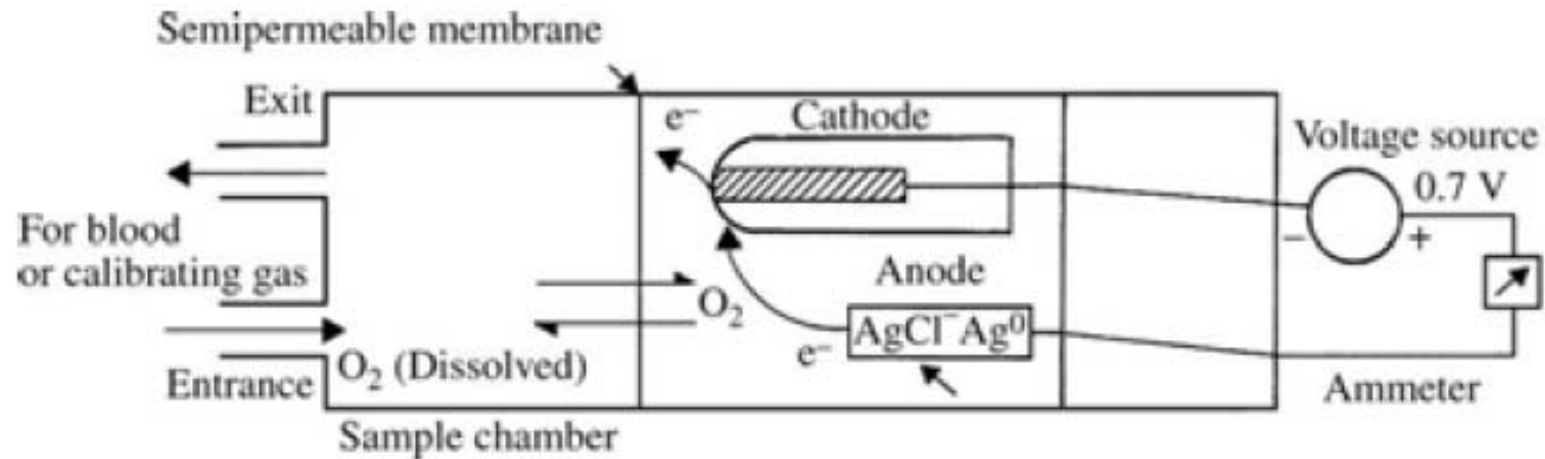 Semipermeable membrane
Exit
e⁻
Cathode
Voltage source
0.7 V
For blood
or calibrating gas
− +
Anode
O₂
AgCl⁻Ag⁰
e⁻
O₂ (Dissolved)
Entrance
Ammeter
Sample chamber